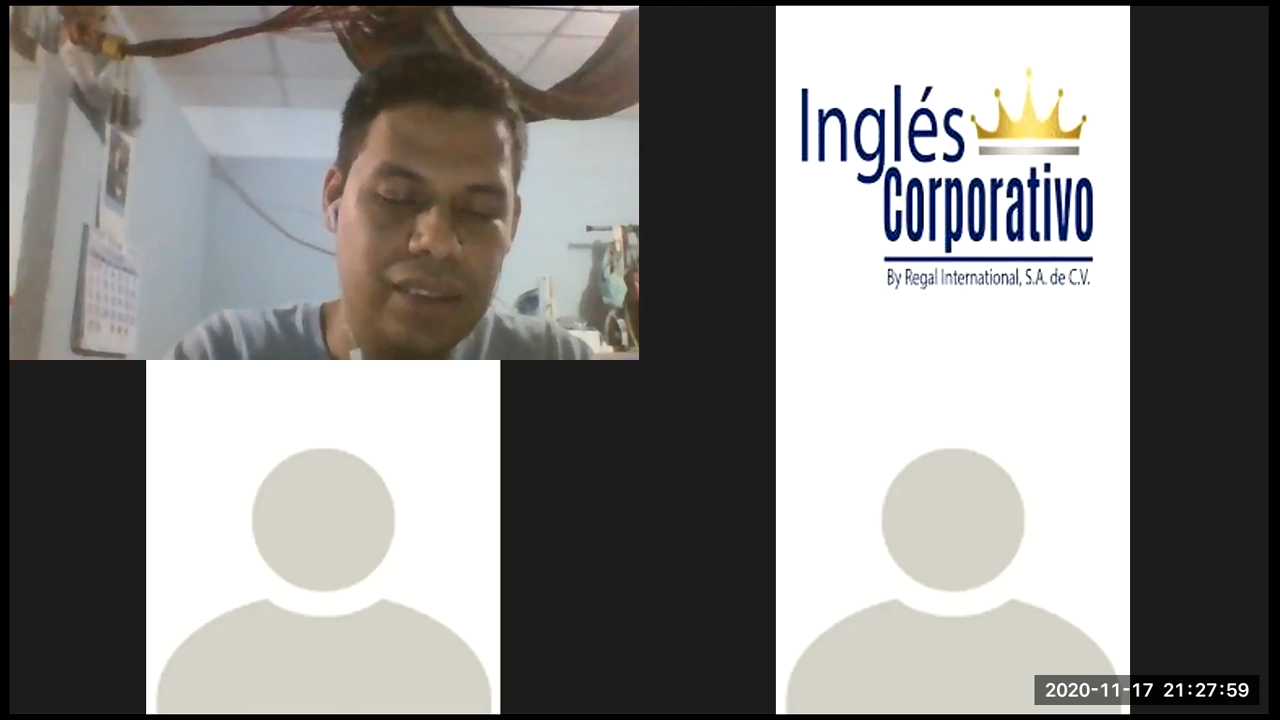 Inglés
Corporativo
By Regal International, S.A. de C.V.
2020-11-17 21:27:59